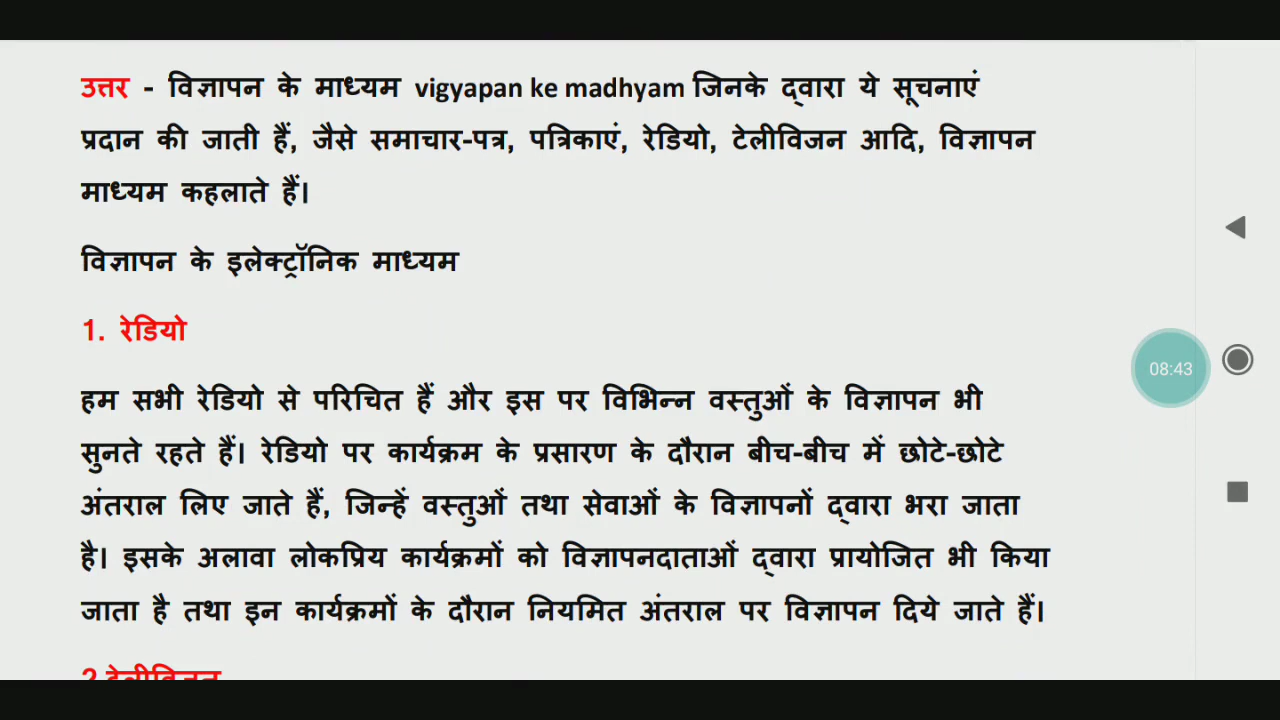 उत्तर - विज्ञापन के माध्यम vigyapan ke madhyam जिनके द्वारा ये सूचनाएं
प्रदान की जाती हैं, जैसे समाचार-पत्र, पत्रिकाएं, रेडियो, टेलीविजन आदि, विज्ञापन
माध्यम कहलाते हैं।
विज्ञापन के इलेक्ट्रॉनिक माध्यम
1. रेडियो
हम सभी रेडियो से परिचित हैं और इस पर विभिन्न वस्तुओं के विज्ञापन भी
सुनते रहते हैं। रेडियो पर कार्यक्रम के प्रसारण के दौरान बीच-बीच में छोटे-छोटे
अंतराल लिए जाते हैं, जिन्हें वस्तुओं तथा सेवाओं के विज्ञापनों द्वारा भरा जाता
है। इसके अलावा लोकप्रिय कार्यक्रमों को विज्ञापनदाताओं द्वारा प्रायोजित भी किया
जाता है तथा इन कार्यक्रमों के दौरान नियमित अंतराल पर विज्ञापन दिये जाते हैं।
2.टेलीविजन
08:43